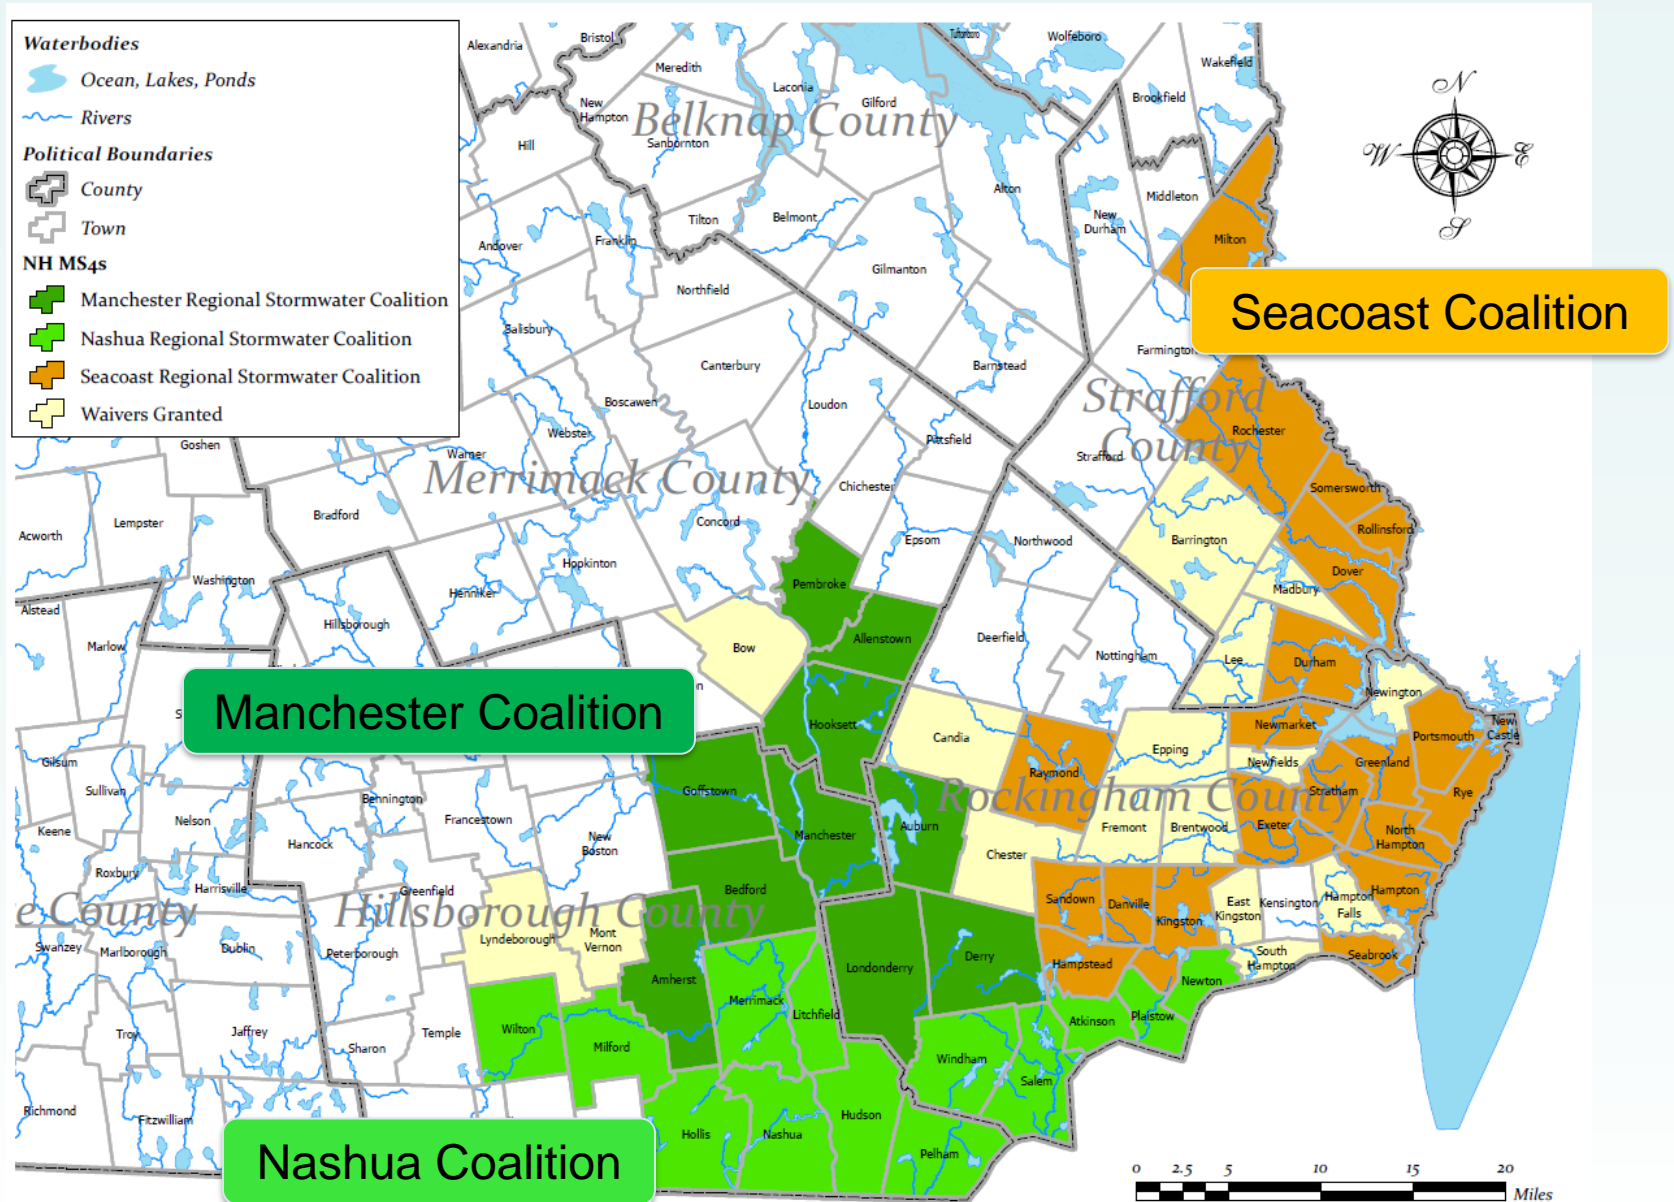 Waterbodies
Ocean, Lakes, Ponds
Rivers
Political Boundaries
County
Town
NH MS4s
Manchester Regional Stormwater Coalition
Nashua Regional Stormwater Coalition
Seacoast Regional Stormwater Coalition
Waivers Granted
Alexandria
Bristol
Tuftonboro
Wolfeboro
Wakefield
Meredith
Laconia
Gilford
Brookfield
New
Hampton
Belknap County
Sanbornton
Hill
N
W
E
S
Alton
Middleton
New
Durham
Tilton
Belmont
Milton
Andover
Franklin
Gilmanton
Northfield
Seacoast Coalition
Salisbury
Farmington
Canterbury
Barnstead
Strafford
County
Boscawen
Loudon
Rochester
Goshen
Webster
Pittsfield
Warner
Strafford
Merrimack County
Chichester
Somersworth
Lempster
Bradford
Concord
Rollinsford
Acworth
Epsom
Northwood
Barrington
Hopkinton
Dover
Washington
Pembroke
Madbury
Henniker
Alstead
Hillsborough
Allenstown
Deerfield
Marlow
Bow
Nottingham
Lee
Durham
Newington
Manchester Coalition
Hooksett
Newmarket
New
Castle
Portsmouth
Candia
Epping
Newfields
Greenland
Gilsum
Raymond
Sullivan
Goffstown
Stratham
Rye
Bennington
Rockingham County
Nelson
Francestown
Keene
Manchester
Auburn
Fremont
Brentwood
Exeter
North
Hampton
Hancock
New
Boston
Chester
Roxbury
Harrisville
Greenfield
Bedford
Hampton
e County
Hillsborough County
Sandown
Danville
Kingston
East
Kingston
Kensington
Hampton
Falls
Lyndeborough
Mont
Vernon
Swanzey
Marlborough
Dublin
Peterborough
Londonderry
Derry
Hampstead
South
Hampton
Seabrook
Amherst
Newton
Merrimack
Litchfield
Plaistow
Atkinson
Troy
Jaffrey
Sharon
Temple
Wilton
Milford
Windham
Salem
Richmond
Fitzwilliam
Hudson
Hollis
Nashua
Pelham
Nashua Coalition
0 2.5 5 10 15 20
Miles